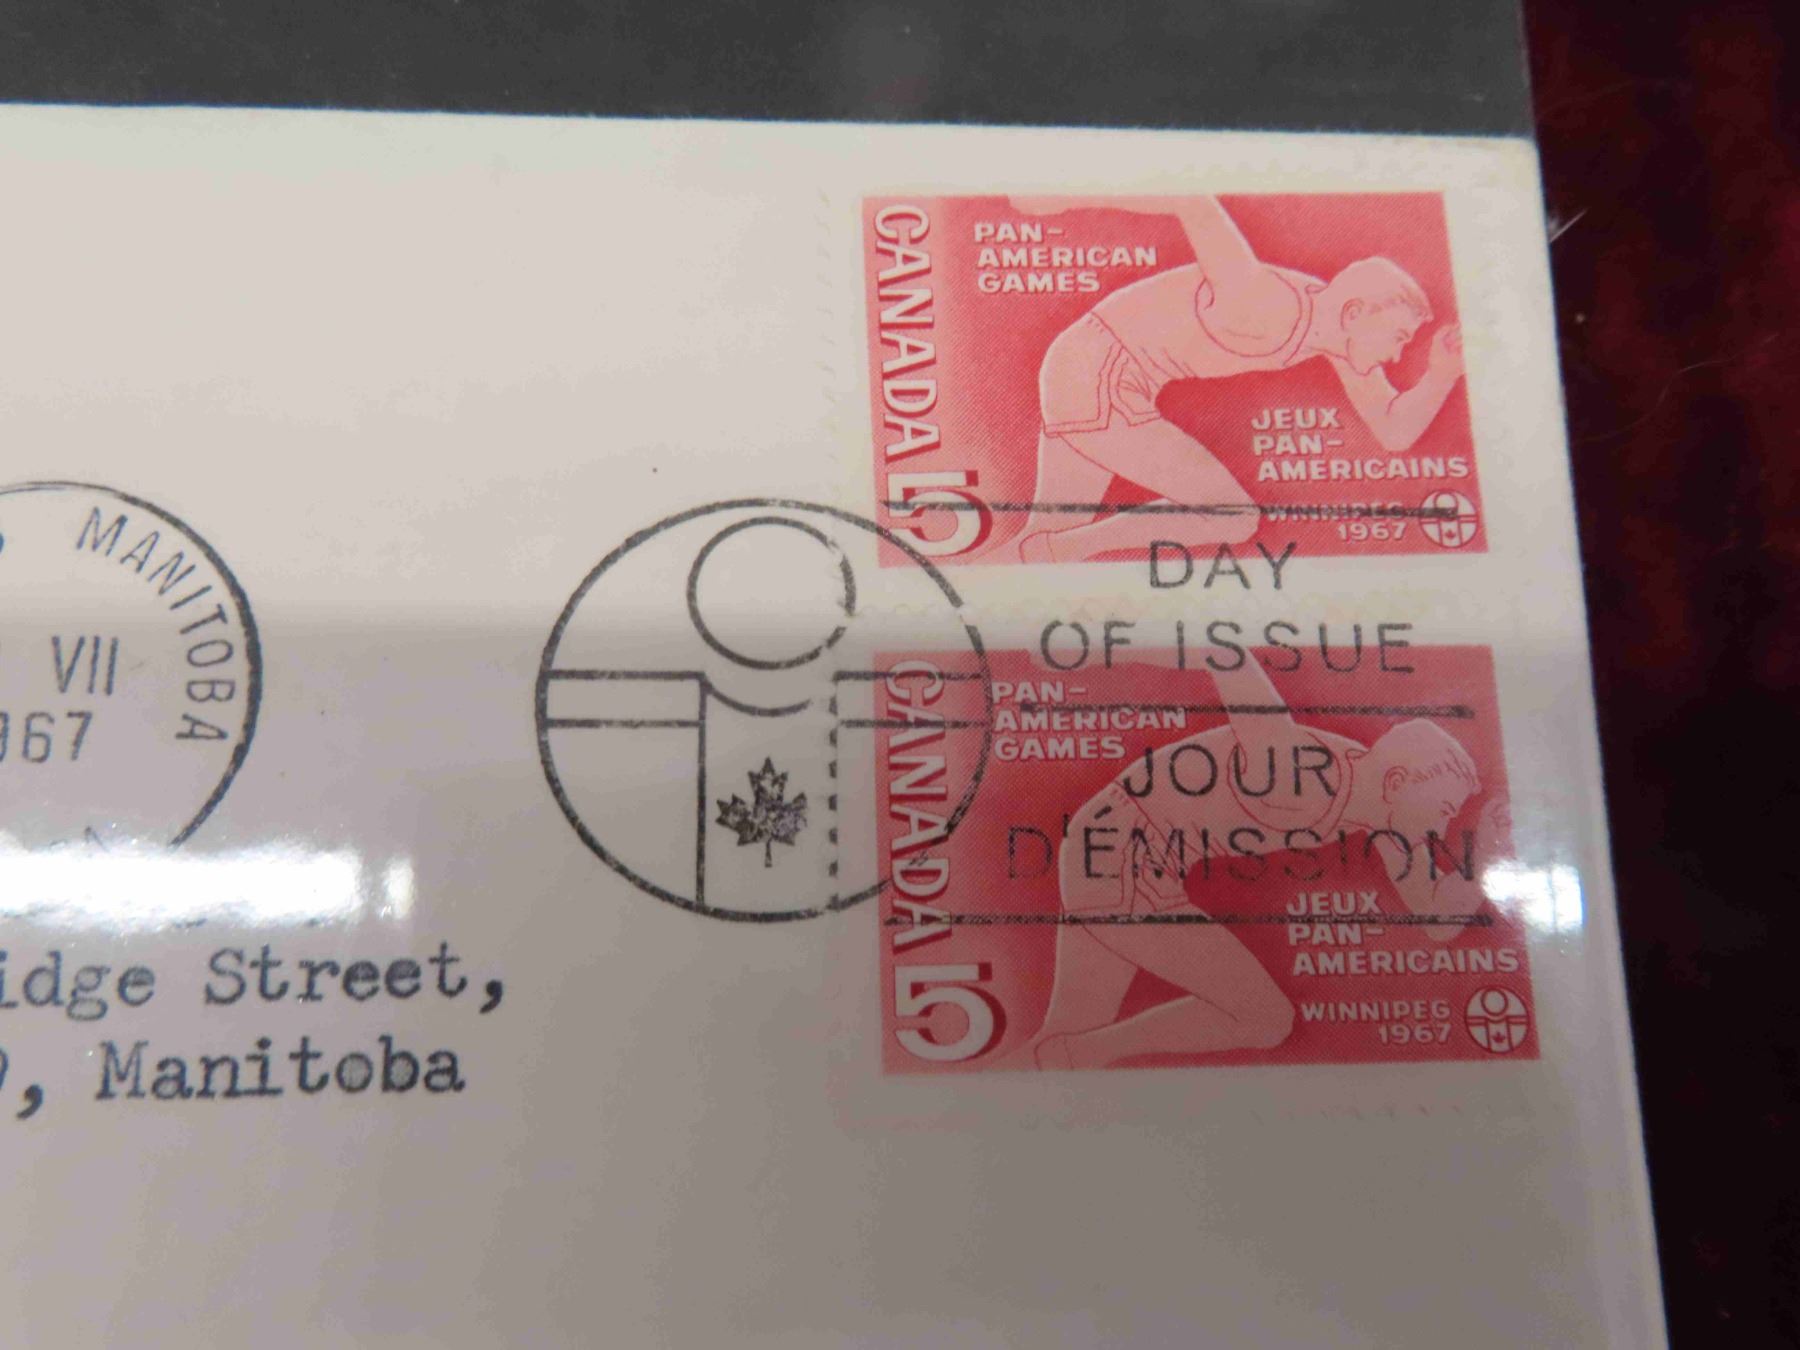 CANADA 5
PAN-
AMERICAN
GAMES
JEUX
PAN-
AMERICAINS
WINNIPEG
1967
MANITOBA
VII
967
DAY
OF ISSUE
JOUR
D'ÉMISSION
CANADA 5
PAN-
AMERICAN
GAMES
JEUX
PAN-
AMERICAINS
WINNIPEG
1967
idge Street,
, Manitoba